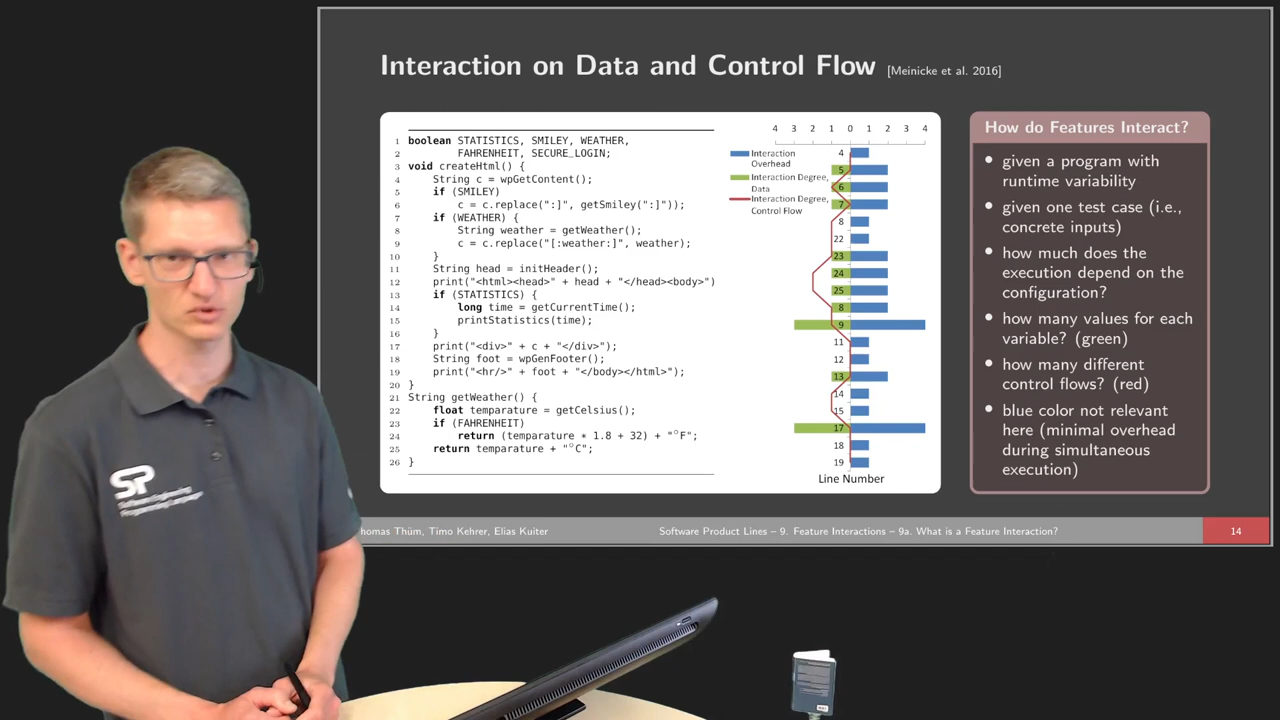 Interaction on Data and Control Flow [Meinicke et al. 2016]
1 boolean STATISTICS, SMILEY, WEATHER,
2 FAHRENHEIT, SECURE_LOGIN;
3 void createHtml() {
4 String c = wpGetContent();
5 if (SMILEY)
6 c = c.replace(":]", getSmiley(":]"));
7 if (WEATHER) {
8 String weather = getWeather();
9 c = c.replace("[:weather:]", weather);
10 }
11 String head = initHeader();
12 print("<html><head>" + head + "</head><body>")
13 if (STATISTICS) {
14 long time = getCurrentTime();
15 printStatistics(time);
16 }
17 print("<div>" + c + "</div>");
18 String foot = wpGenFooter();
19 print("<hr/>" + foot + "</body></html>");
20 }
21 String getWeather() {
22 float temparature = getCelsius();
23 if (FAHRENHEIT)
24 return (temparature * 1.8 + 32) + "°F";
25 return temparature + "°C";
26 }
4 3 2 1 0 1 2 3 4
Interaction
Overhead
Interaction Degree,
Data
Interaction Degree,
Control Flow
4
5
6
7
8
22
23
24
25
8
9
11
12
13
14
15
17
18
19
Line Number
How do Features Interact?
• given a program with
runtime variability
• given one test case (i.e.,
concrete inputs)
• how much does the
execution depend on the
configuration?
• how many values for each
variable? (green)
• how many different
control flows? (red)
• blue color not relevant
here (minimal overhead
during simultaneous
execution)
homas Thüm, Timo Kehrer, Elias Kuiter
Software Product Lines – 9. Feature Interactions – 9a. What is a Feature Interaction?
14
SP